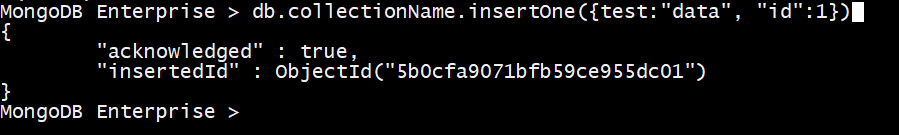 MongoDB Enterprise > db.collectionName.insertOne({test:"data", "id":1})
{
"acknowledged" : true,
"insertedId" : ObjectId("5b0cfa9071bfb59ce955dc01")
}
MongoDB Enterprise >